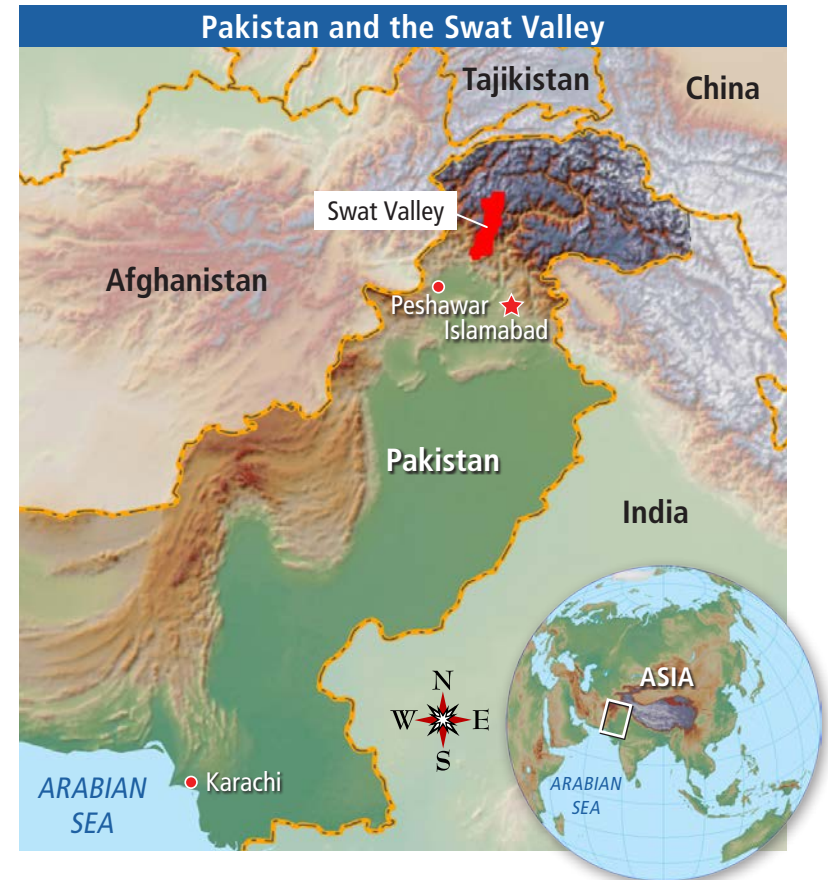 Pakistan and the Swat Valley
Tajikistan
China
Swat Valley
Afghanistan
Peshawar
Islamabad
Pakistan
India
ASIA
N
W E
S
Karachi
ARABIAN
SEA
ARABIAN
SEA